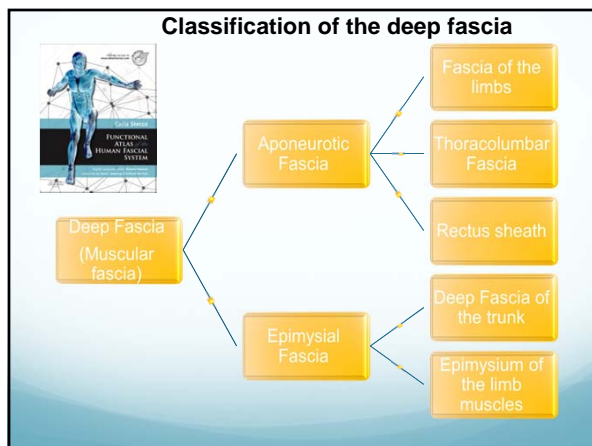 Classification of the deep fascia
Carla Stecco
FUNCTIONAL
ATLAS of the
HUMAN FASCIAL
SYSTEM
Deep Fascia
(Muscular
fascia)
Aponeurotic
Fascia
Epimysial
Fascia
Fascia of the
limbs
Thoracolumbar
Fascia
Rectus sheath
Deep Fascia of
the trunk
Epimysium of
the limb
muscles